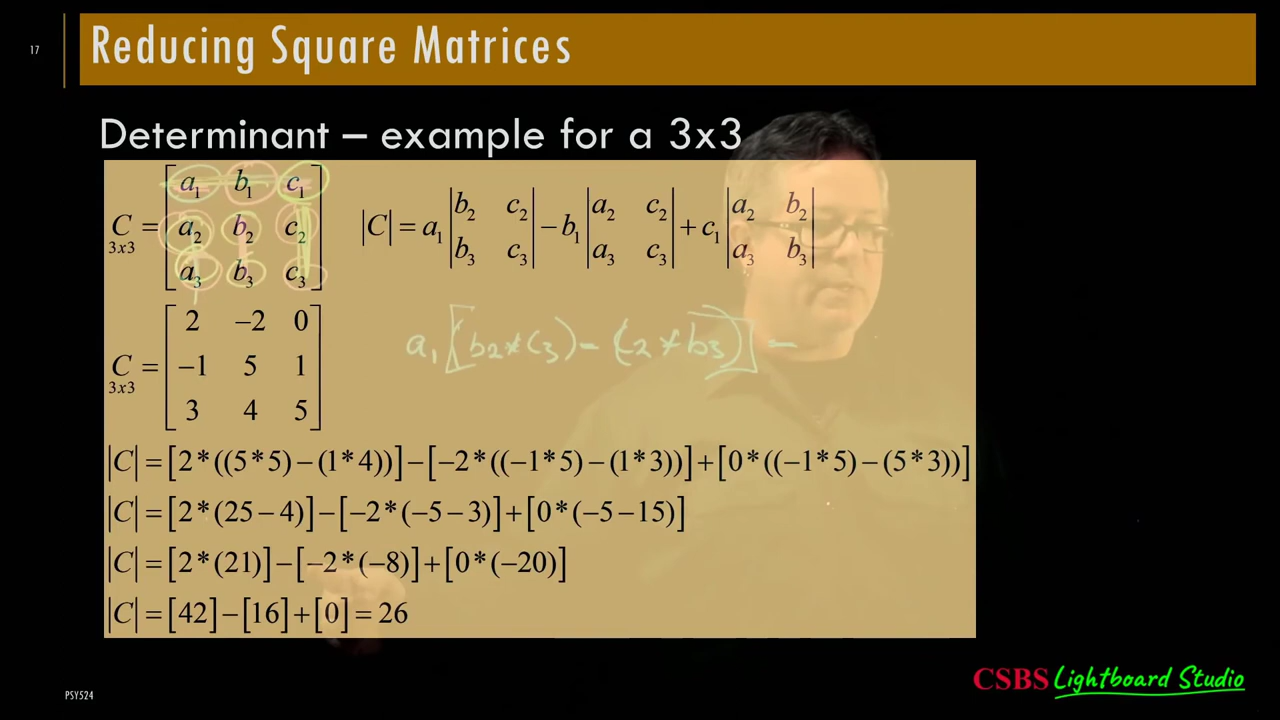 17
Reducing Square Matrices
Determinant – example for a 3x3
C 3x3 = [a₁ b₁ c₁; a₂ b₂ c₂; a₃ b₃ c₃]
|C| = a₁ |b₂ c₂; b₃ c₃| − b₁ |a₂ c₂; a₃ c₃| + c₁ |a₂ b₂; a₃ b₃|
a₁[b2*c3) − (c2*b3)] −
C 3x3 = [2 −2 0; −1 5 1; 3 4 5]
|C| = [2*((5*5)−(1*4))]−[−2*((−1*5)−(1*3))]+[0*((−1*5)−(5*3))]
|C| = [2*(25−4)]−[−2*(−5−3)]+[0*(−5−15)]
|C| = [2*(21)]−[−2*(−8)]+[0*(−20)]
|C| = [42]−[16]+[0] = 26
PSY524
CSBS Lightboard Studio